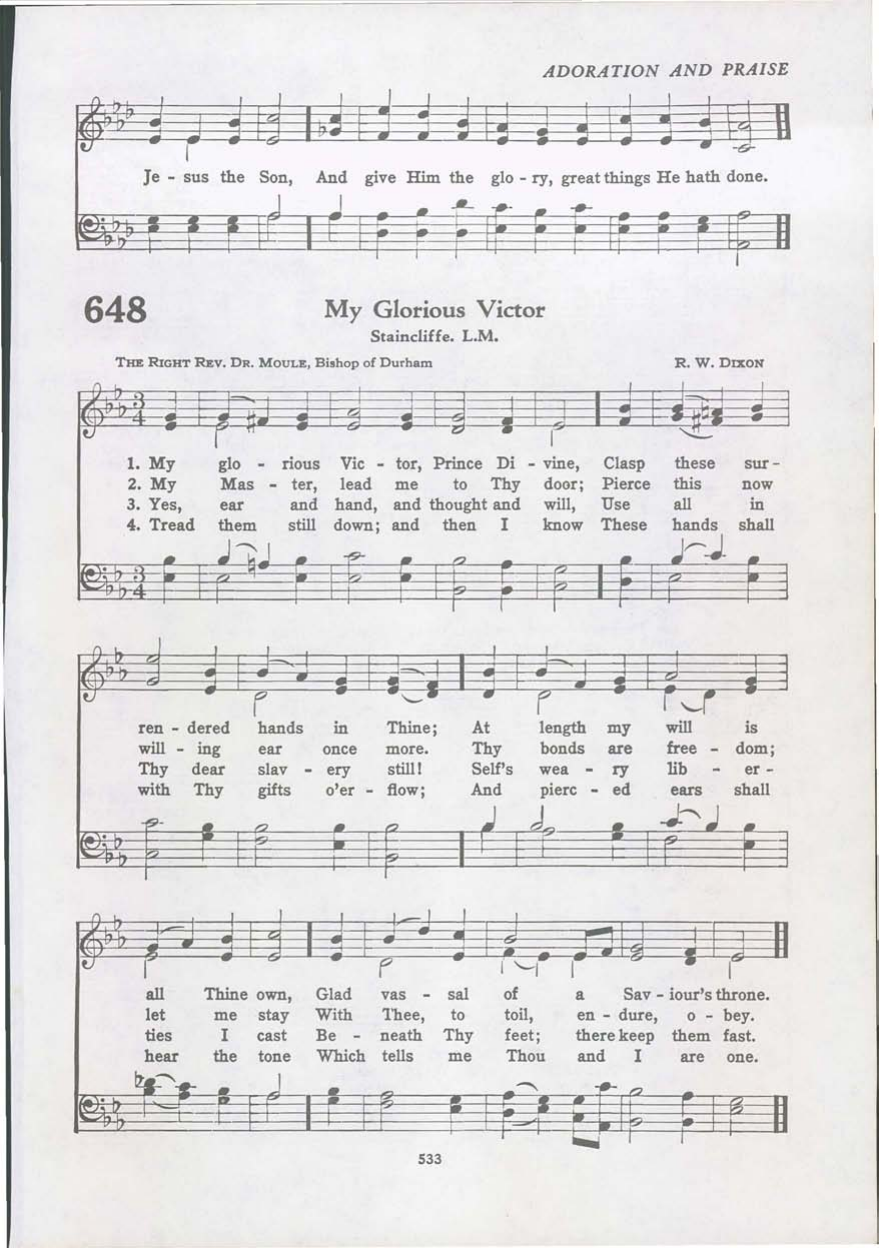 ADORATION AND PRAISE
Je - sus the Son, And give Him the glo - ry, great things He hath done.
648
My Glorious Victor
Staincliffe. L.M.
THE RIGHT REV. DR. MOULE, Bishop of Durham R. W. DIXON
3
4
1. My glo - rious Vic - tor, Prince Di - vine, Clasp these sur -
2. My Mas - ter, lead me to Thy door; Pierce this now
3. Yes, ear and hand, and thought and will, Use all in
4. Tread them still down; and then I know These hands shall
3
4
ren - dered hands in Thine; At length my will is
will - ing ear once more. Thy bonds are free - dom;
Thy dear slav - ery still! Self's wea - ry lib - er -
with Thy gifts o'er - flow; And pierc - ed ears shall
all Thine own, Glad vas - sal of a Sav - iour's throne.
let me stay With Thee, to toil, en - dure, o - bey.
ties I cast Be - neath Thy feet; there keep them fast.
hear the tone Which tells me Thou and I are one.
533